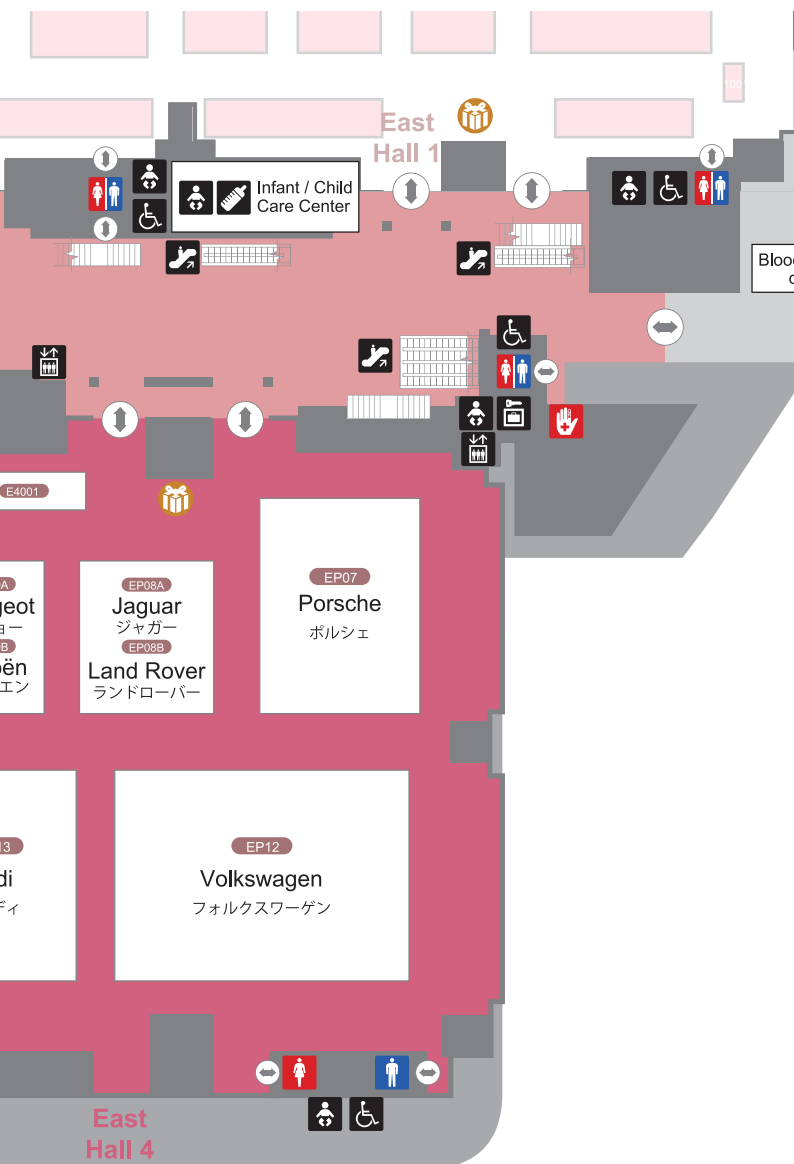 East
Hall 1
Infant / Child
Care Center
E4001
EP07
Porsche
ポルシェ
EP08A
Jaguar
ジャガー
EP08B
Land Rover
ランドローバー
EP12
Volkswagen
フォルクスワーゲン
East
Hall 4